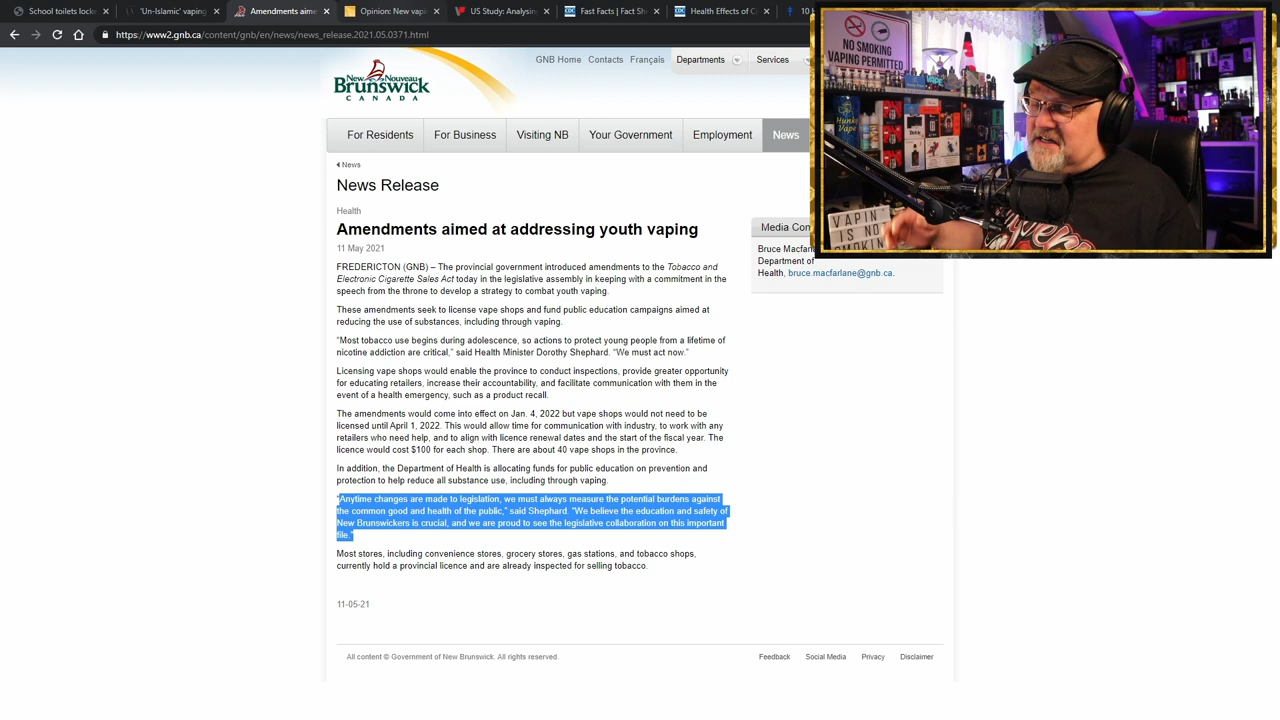 School toilets locke
'Un-Islamic' vaping
Amendments aime
Opinion: New vap
US Study: Analysin
Fast Facts | Fact Sh
Health Effects of C
10
https://www2.gnb.ca/content/gnb/en/news/news_release.2021.05.0371.html
GNB Home Contacts Français Departments Services
New Nouveau
Brunswick
CANADA
For Residents For Business Visiting NB Your Government Employment News
News
News Release
Health
Amendments aimed at addressing youth vaping
11 May 2021
FREDERICTON (GNB) – The provincial government introduced amendments to the Tobacco and
Electronic Cigarette Sales Act today in the legislative assembly in keeping with a commitment in the
speech from the throne to develop a strategy to combat youth vaping.
These amendments seek to license vape shops and fund public education campaigns aimed at
reducing the use of substances, including through vaping.
“Most tobacco use begins during adolescence, so actions to protect young people from a lifetime of
nicotine addiction are critical,” said Health Minister Dorothy Shephard. “We must act now.”
Licensing vape shops would enable the province to conduct inspections, provide greater opportunity
for educating retailers, increase their accountability, and facilitate communication with them in the
event of a health emergency, such as a product recall.
The amendments would come into effect on Jan. 4, 2022 but vape shops would not need to be
licensed until April 1, 2022. This would allow time for communication with industry, to work with any
retailers who need help, and to align with licence renewal dates and the start of the fiscal year. The
licence would cost $100 for each shop. There are about 40 vape shops in the province.
In addition, the Department of Health is allocating funds for public education on prevention and
protection to help reduce all substance use, including through vaping.
"Anytime changes are made to legislation, we must always measure the potential burdens against
the common good and health of the public," said Shephard. "We believe the education and safety of
New Brunswickers is crucial, and we are proud to see the legislative collaboration on this important
file."
Most stores, including convenience stores, grocery stores, gas stations, and tobacco shops,
currently hold a provincial licence and are already inspected for selling tobacco.
11-05-21
Media Con
Bruce Macfarl
Department of
Health, bruce.macfarlane@gnb.ca.
All content © Government of New Brunswick. All rights reserved.
Feedback Social Media Privacy Disclaimer
NO SMOKING
VAPING PERMITTED
VAPE
Hunky
Vape
VAPIN'
IS NO
SMOKIN